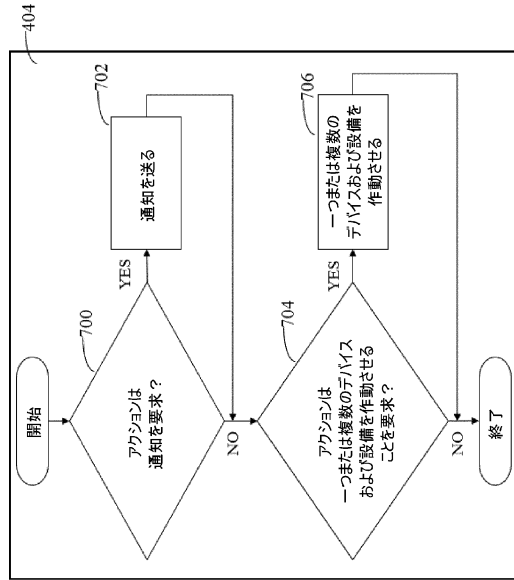 404
開始
700
アクションは
通知を要求？
YES
702
通知を送る
NO
704
アクションは
一つまたは複数のデバイス
および設備を作動させる
ことを要求？
YES
706
一つまたは複数の
デバイスおよび設備を
作動させる
NO
終了